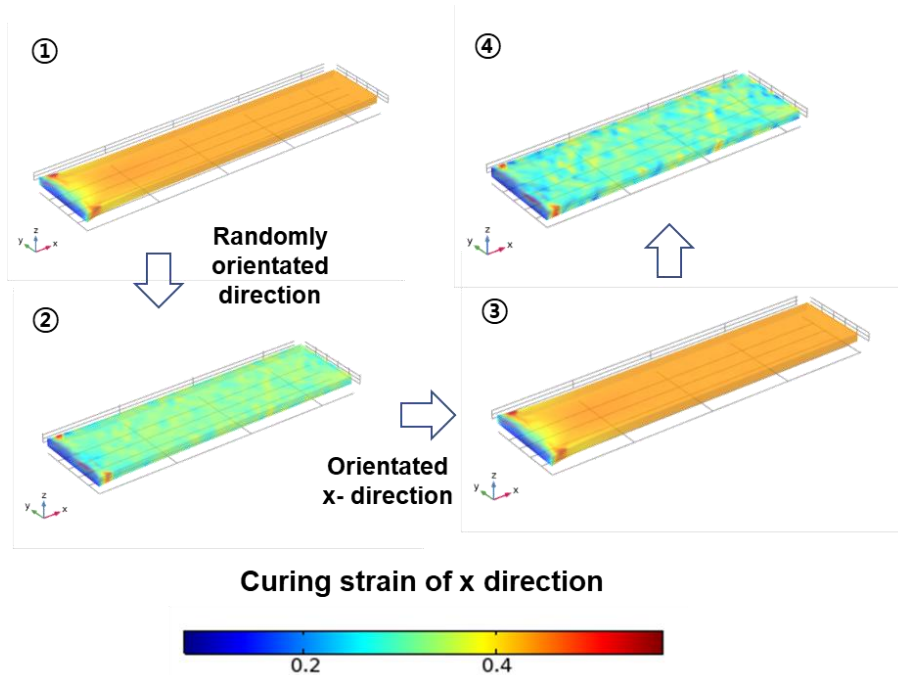 ①
④
z
y
x
z
y
x
Randomly
orientated
direction
②
③
Orientated
x- direction
z
y
x
z
y
x
Curing strain of x direction
0.2
0.4